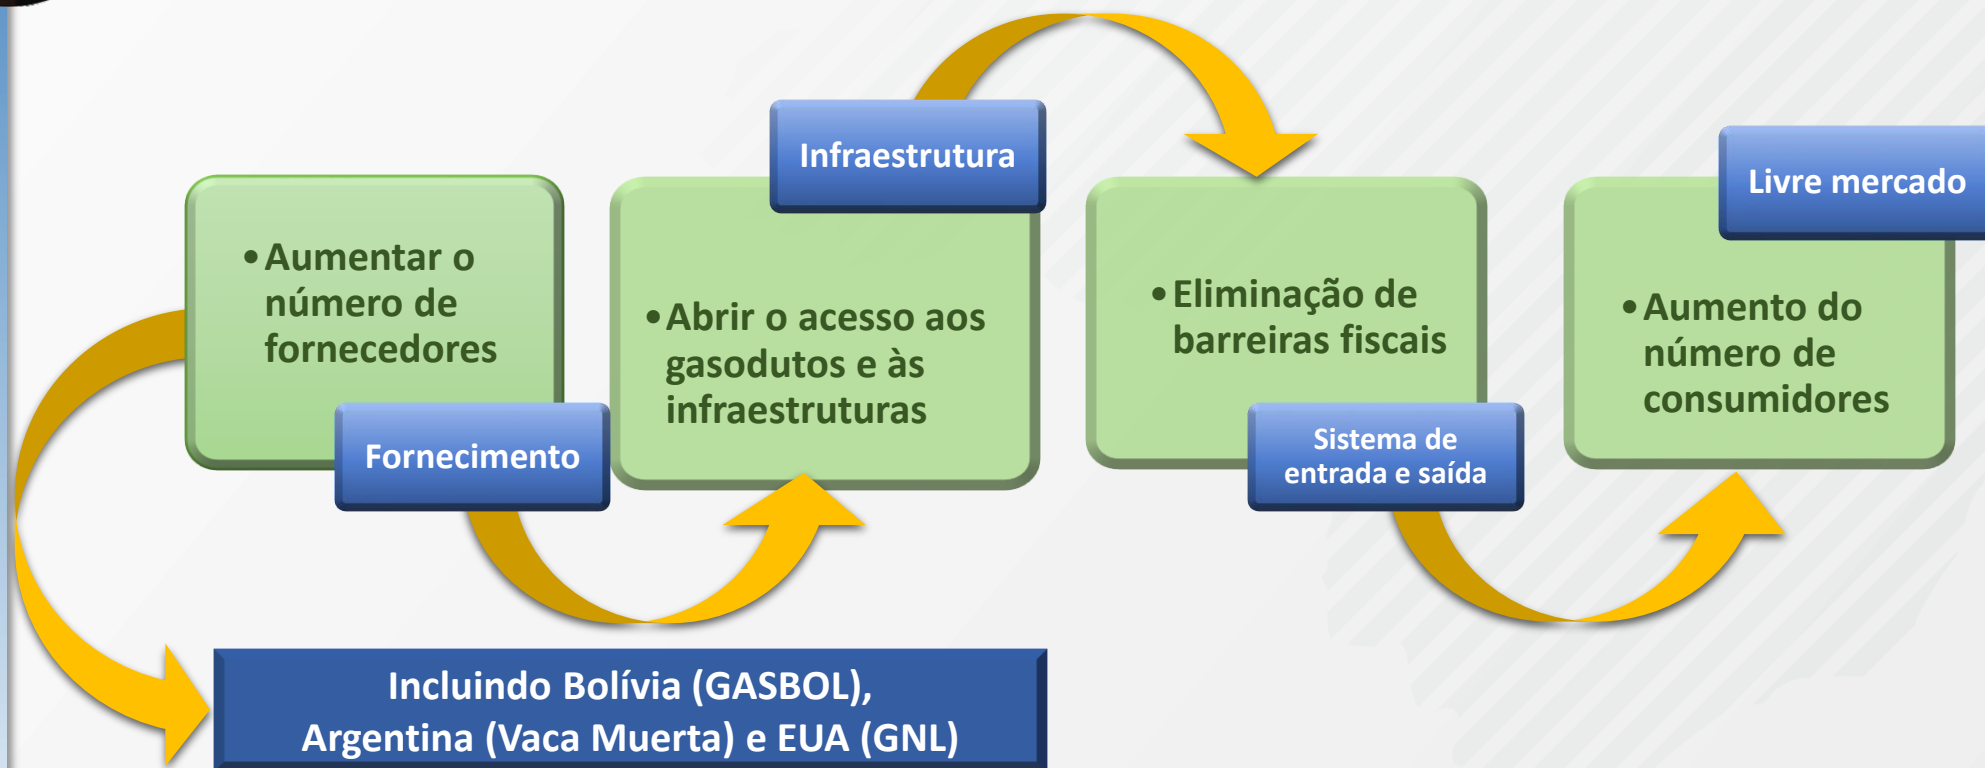 • Aumentar o
número de
fornecedores
Fornecimento
Infraestrutura
• Abrir o acesso aos
gasodutos e às
infraestruturas
• Eliminação de
barreiras fiscais
Sistema de
entrada e saída
Livre mercado
• Aumento do
número de
consumidores
Incluindo Bolívia (GASBOL),
Argentina (Vaca Muerta) e EUA (GNL)